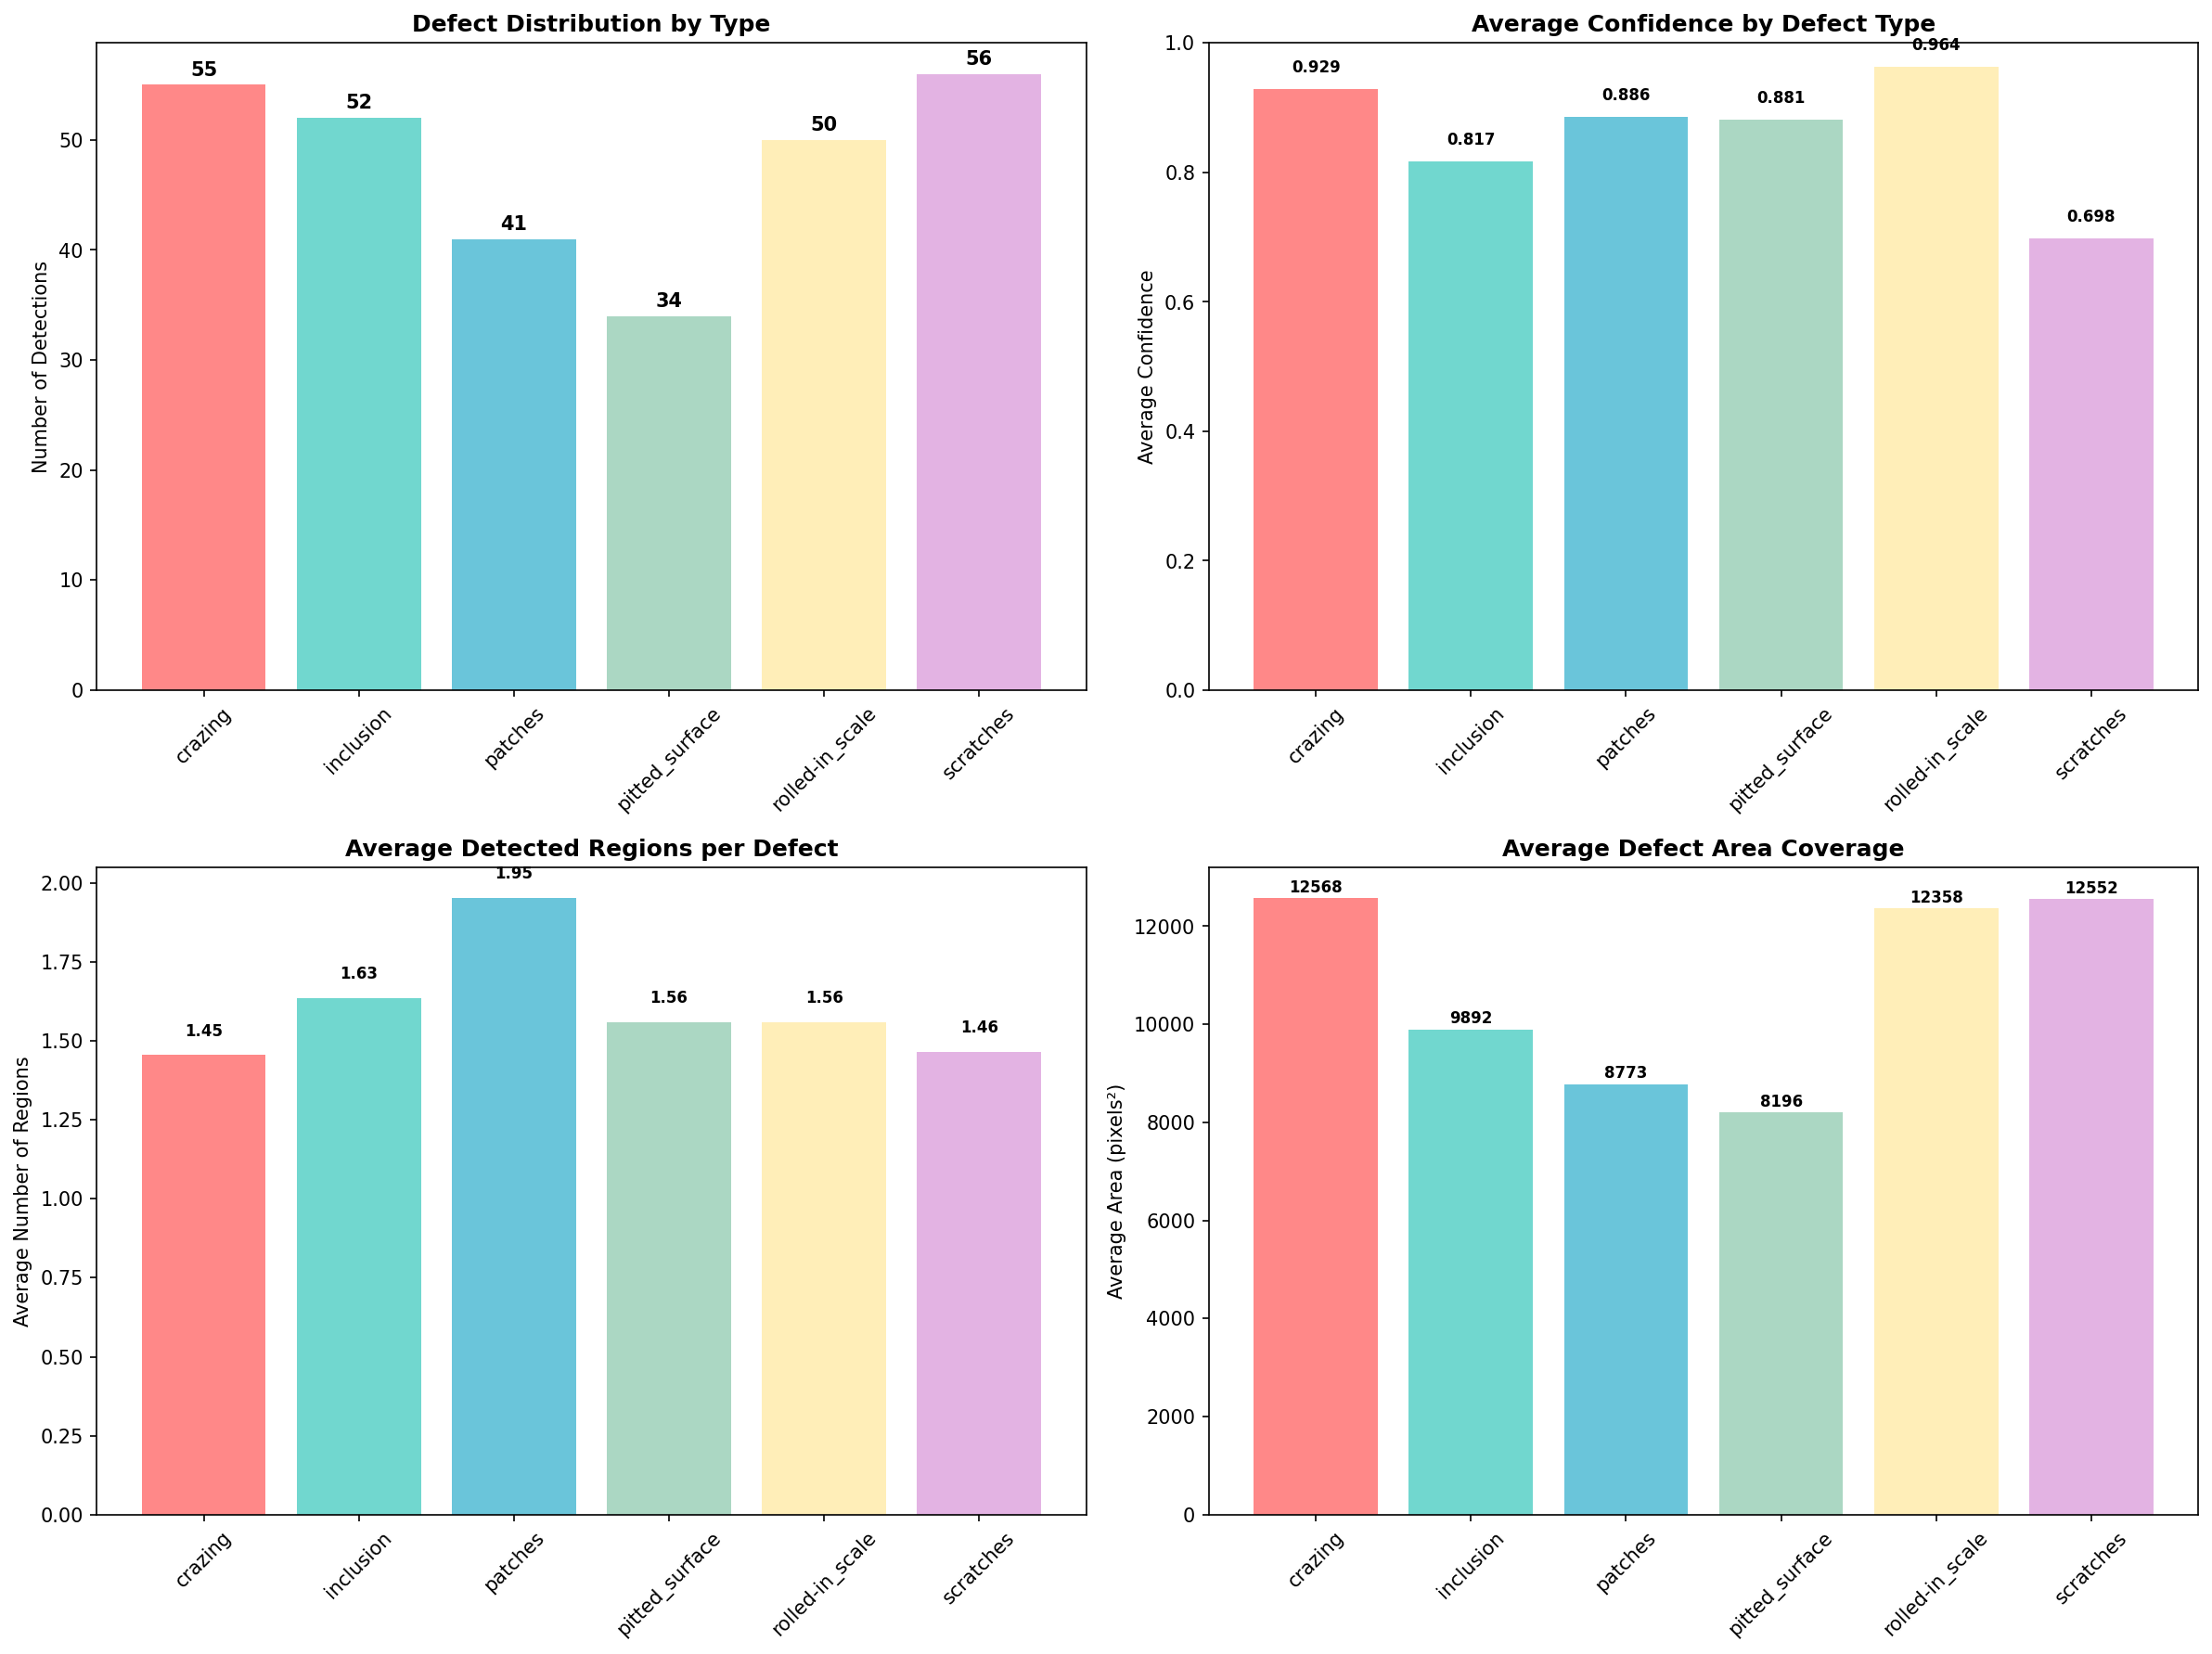 Defect Distribution by Type
55
52
41
34
50
56
Number of Detections
50
40
30
20
10
0
crazing
inclusion
patches
pitted_surface
rolled-in_scale
scratches
Average Confidence by Defect Type
0.929
0.817
0.886
0.881
0.964
0.698
Average Confidence
1.0
0.8
0.6
0.4
0.2
0.0
crazing
inclusion
patches
pitted_surface
rolled-in_scale
scratches
Average Detected Regions per Defect
1.45
1.63
1.95
1.56
1.56
1.46
Average Number of Regions
2.00
1.75
1.50
1.25
1.00
0.75
0.50
0.25
0.00
crazing
inclusion
patches
pitted_surface
rolled-in_scale
scratches
Average Defect Area Coverage
12568
9892
8773
8196
12358
12552
Average Area (pixels²)
12000
10000
8000
6000
4000
2000
0
crazing
inclusion
patches
pitted_surface
rolled-in_scale
scratches